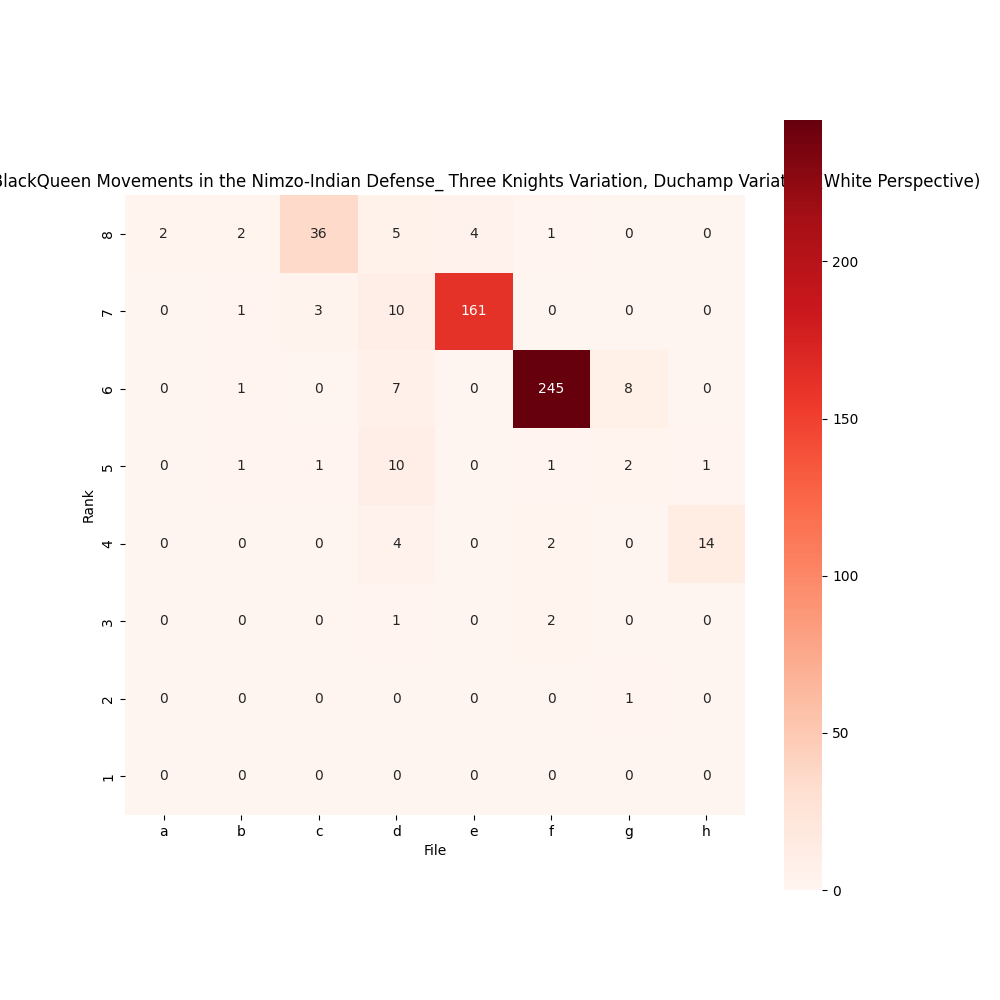 BlackQueen Movements in the Nimzo-Indian Defense_ Three Knights Variation, Duchamp Variat White Perspective)
8 2 2 36 5 4 1 0 0
7 0 1 3 10 161 0 0 0
6 0 1 0 7 0 245 8 0
5 0 1 1 10 0 1 2 1
4 0 0 0 4 0 2 0 14
3 0 0 0 1 0 2 0 0
2 0 0 0 0 0 0 1 0
1 0 0 0 0 0 0 0 0
a b c d e f g h
File
Rank
200
150
100
50
0